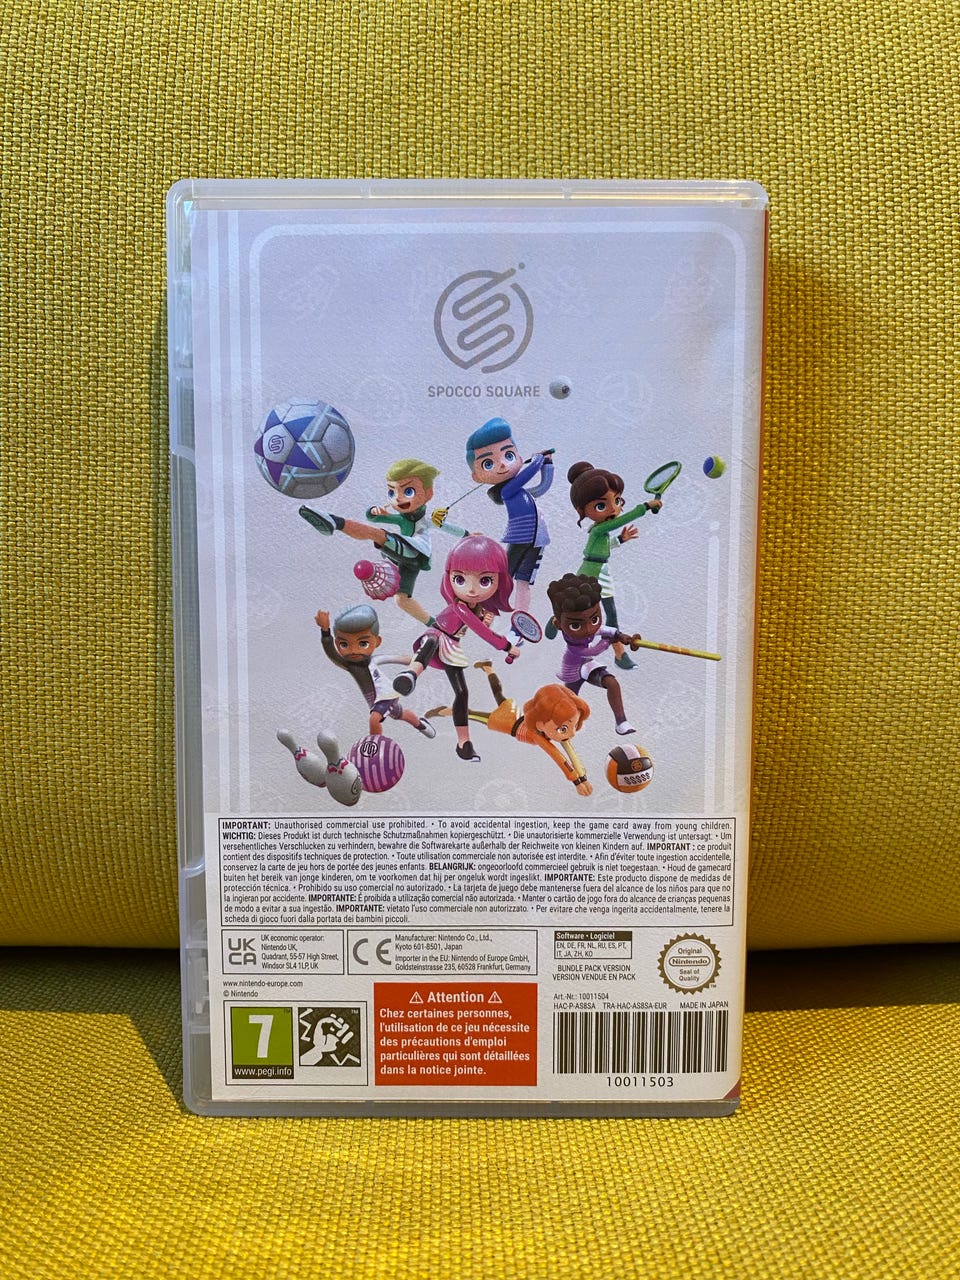 SPOCCO SQUARE
IMPORTANT: Unauthorised commercial use prohibited. • To avoid accidental ingestion, keep the game card away from young children.
WICHTIG: Dieses Produkt ist durch technische Schutzmaßnahmen kopiergeschützt. • Die unautorisierte kommerzielle Verwendung ist untersagt. • Um
versehentliches Verschlucken zu verhindern, bewahre die Softwarekarte außerhalb der Reichweite von kleinen Kindern auf. IMPORTANT : ce produit
contient des dispositifs techniques de protection. • Toute utilisation commerciale non autorisée est interdite. • Afin d'éviter toute ingestion accidentelle,
conservez la carte de jeu hors de portée des jeunes enfants. BELANGRIJK: ongeoorloofd commercieel gebruik is niet toegestaan. • Houd de gamecard
buiten het bereik van jonge kinderen, om te voorkomen dat hij per ongeluk wordt ingeslikt. IMPORTANTE: Este producto dispone de medidas de
protección técnica. • Prohibido su uso comercial no autorizado. • La tarjeta de juego debe mantenerse fuera del alcance de los niños para que no
la ingieran por accidente. IMPORTANTE: É proibida a utilização comercial não autorizada. • Manter o cartão de jogo fora do alcance de crianças pequenas
de modo a evitar a sua ingestão. IMPORTANTE: vietato l'uso commerciale non autorizzato. • Per evitare che venga ingerita accidentalmente, tenere la
scheda di gioco fuori dalla portata dei bambini piccoli.
UK
CA
UK economic operator:
Nintendo UK,
Quadrant, 55-57 High Street,
Windsor SL4 1LP, UK
CE
Manufacturer: Nintendo Co., Ltd.,
Kyoto 601-8501, Japan
Importer in the EU: Nintendo of Europe GmbH,
Goldsteinstrasse 235, 60528 Frankfurt, Germany
Software • Logiciel
EN, DE, FR, NL, RU, ES, PT,
IT, JA, ZH, KO
BUNDLE PACK VERSION
VERSION VENDUE EN PACK
Original
Nintendo
Seal of
Quality
www.nintendo-europe.com
© Nintendo
7
www.pegi.info
TM
TM
Attention
Chez certaines personnes,
l'utilisation de ce jeu nécessite
des précautions d'emploi
particulières qui sont détaillées
dans la notice jointe.
Art.-Nr.: 10011504
HAC-P-AS8SA TRA-HAC-AS8SA-EUR MADE IN JAPAN
10011503